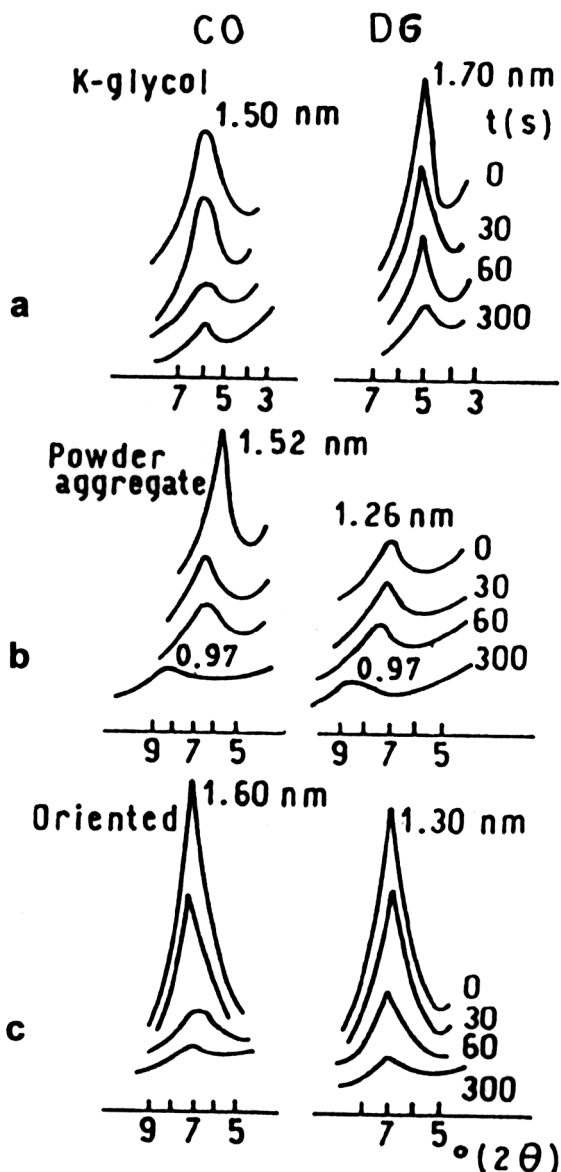 CO DG
K-glycol
1.50 nm
1.70 nm
t(s)
0
30
60
300
a
7 5 3
7 5 3
Powder
aggregate
1.52 nm
1.26 nm
0
30
60
300
b
0.97
0.97
9 7 5
9 7 5
Oriented
1.60 nm
1.30 nm
0
30
60
300
c
9 7 5
7 5
°(2θ)